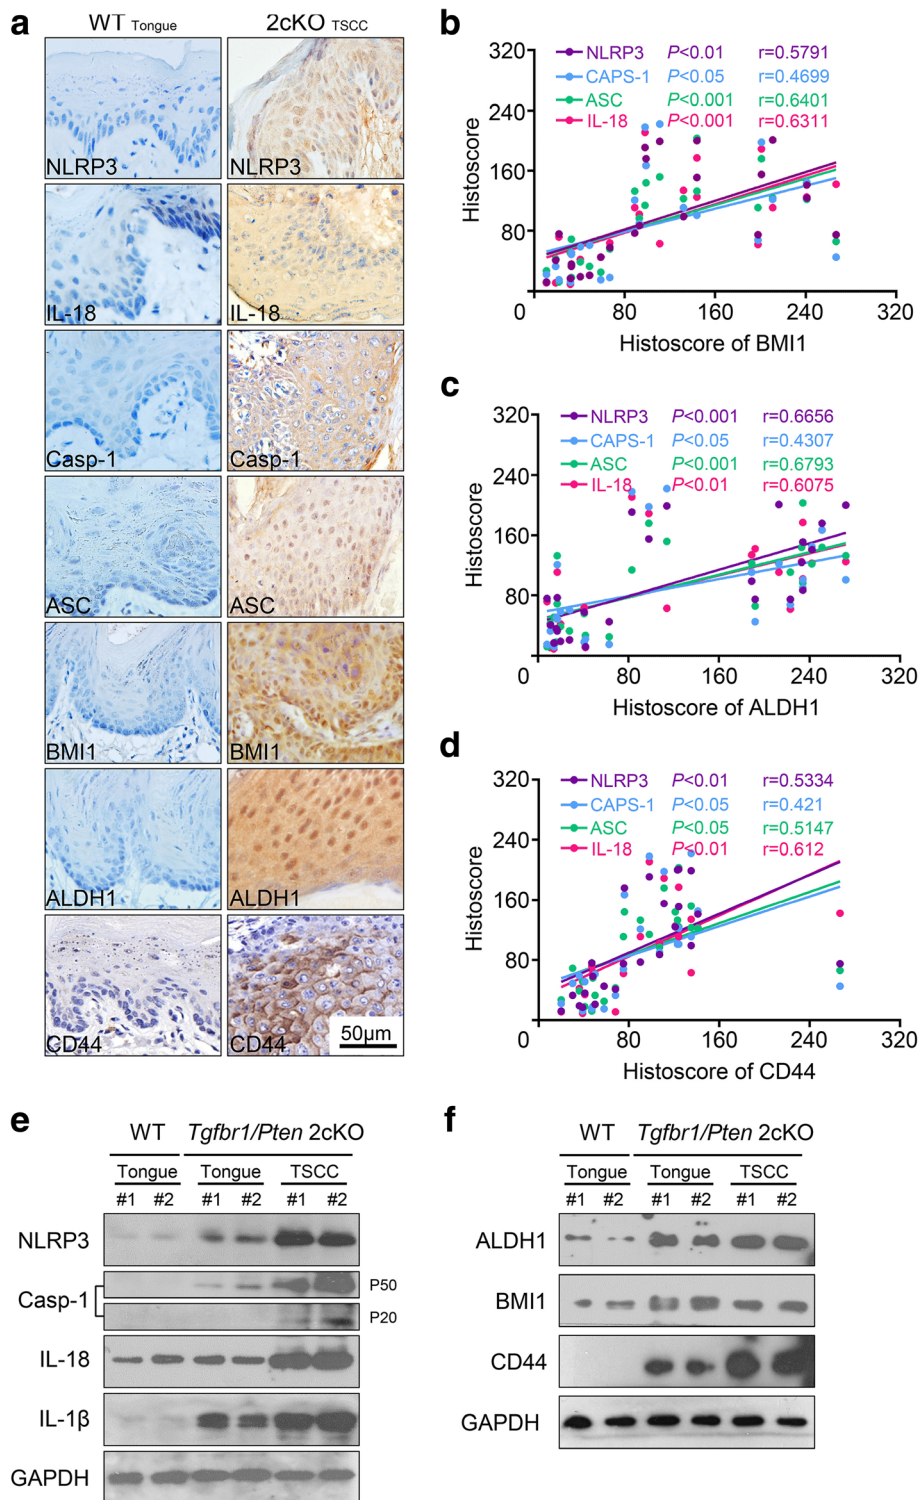 a
WT Tongue
2cKO TSCC
NLRP3
NLRP3
IL-18
IL-18
Casp-1
Casp-1
ASC
ASC
BMI1
BMI1
ALDH1
ALDH1
CD44
CD44
50μm
b
320
240
160
80
0
80
160
240
320
Histoscore
Histoscore of BMI1
NLRP3 P<0.01 r=0.5791
CAPS-1 P<0.05 r=0.4699
ASC P<0.001 r=0.6401
IL-18 P<0.001 r=0.6311
c
320
240
160
80
0
80
160
240
320
Histoscore
Histoscore of ALDH1
NLRP3 P<0.001 r=0.6656
CAPS-1 P<0.05 r=0.4307
ASC P<0.001 r=0.6793
IL-18 P<0.01 r=0.6075
d
320
240
160
80
0
80
160
240
320
Histoscore
Histoscore of CD44
NLRP3 P<0.01 r=0.5334
CAPS-1 P<0.05 r=0.421
ASC P<0.05 r=0.5147
IL-18 P<0.01 r=0.612
e
WT Tgfbr1/Pten 2cKO
Tongue Tongue TSCC
#1 #2 #1 #2 #1 #2
NLRP3
Casp-1
P50
P20
IL-18
IL-1β
GAPDH
f
WT Tgfbr1/Pten 2cKO
Tongue Tongue TSCC
#1 #2 #1 #2 #1 #2
ALDH1
BMI1
CD44
GAPDH